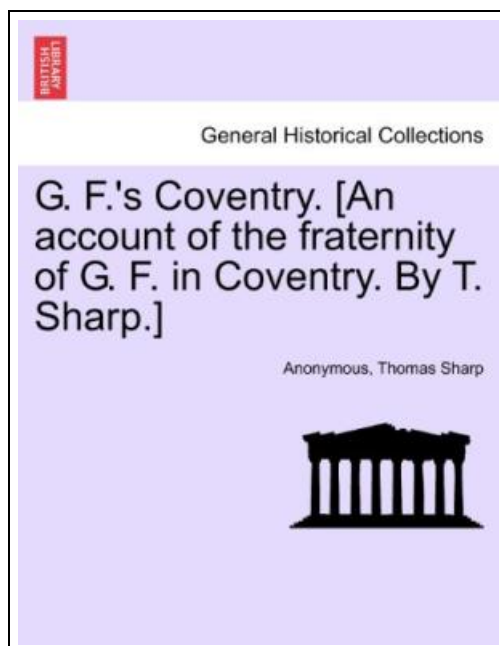 BRITISH
LIBRARY
General Historical Collections
G. F.'s Coventry. [An
account of the fraternity
of G. F. in Coventry. By T.
Sharp.]
Anonymous, Thomas Sharp